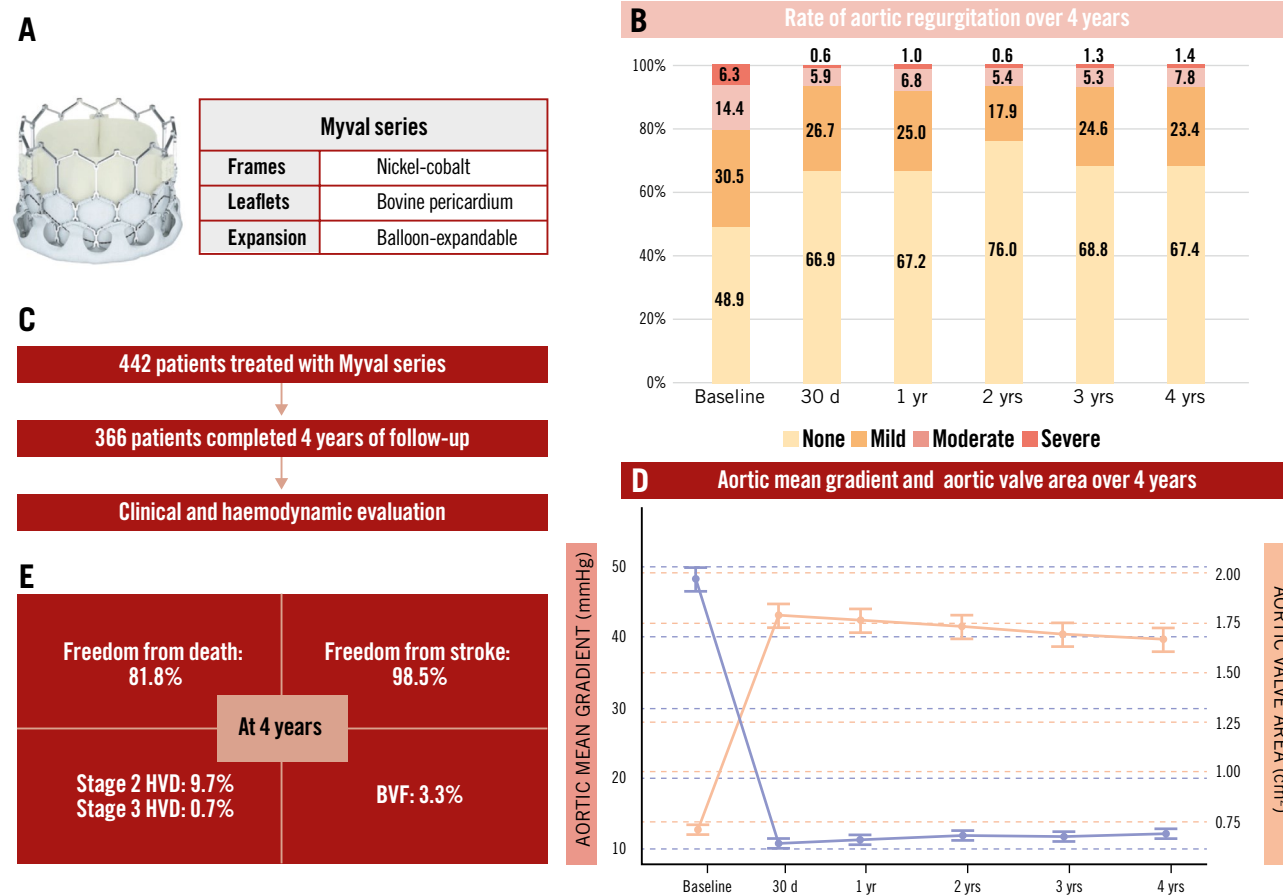 A
Myval series
Frames Nickel-cobalt
Leaflets Bovine pericardium
Expansion Balloon-expandable
B
Rate of aortic regurgitation over 4 years
0.6 1.0 0.6 1.3 1.4
100%
80%
60%
40%
20%
0%
6.3 5.9 6.8 5.4 5.3 7.8
14.4 26.7 25.0 17.9 24.6 23.4
30.5
66.9 67.2 76.0 68.8 67.4
48.9
Baseline 30 d 1 yr 2 yrs 3 yrs 4 yrs
None Mild Moderate Severe
C
442 patients treated with Myval series
366 patients completed 4 years of follow-up
Clinical and haemodynamic evaluation
D
Aortic mean gradient and aortic valve area over 4 years
AORTIC MEAN GRADIENT (mmHg)
50
40
30
20
10
2.00
1.75
1.50
1.25
1.00
0.75
AORTIC VALVE AREA (cm²)
Baseline 30 d 1 yr 2 yrs 3 yrs 4 yrs
E
Freedom from death:
81.8%
Freedom from stroke:
98.5%
At 4 years
Stage 2 HVD: 9.7%
Stage 3 HVD: 0.7%
BVF: 3.3%